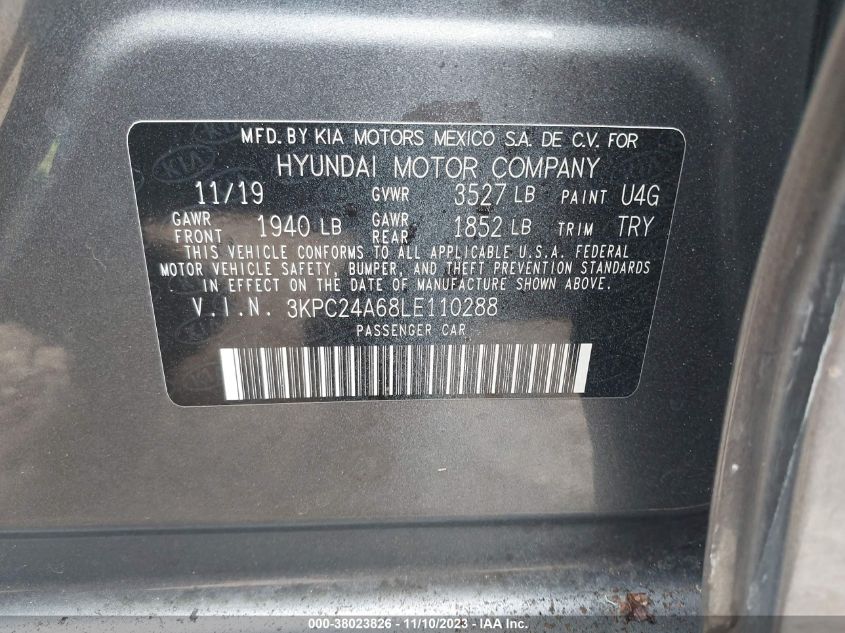 MFD. BY KIA MOTORS MEXICO S.A. DE C.V. FOR
HYUNDAI MOTOR COMPANY
11/19 GVWR 3527 LB PAINT U4G
GAWR FRONT 1940 LB GAWR REAR 1852 LB TRIM TRY
THIS VEHICLE CONFORMS TO ALL APPLICABLE U.S.A. FEDERAL
MOTOR VEHICLE SAFETY, BUMPER, AND THEFT PREVENTION STANDARDS
IN EFFECT ON THE DATE OF MANUFACTURE SHOWN ABOVE.
V.I.N. 3KPC24A68LE110288
PASSENGER CAR
000-38023826 - 11/10/2023 - IAA Inc.